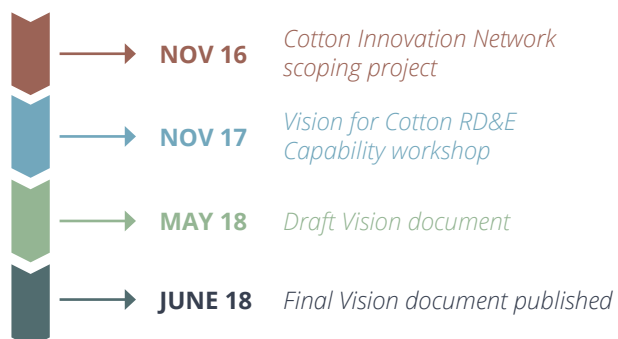 NOV 16 Cotton Innovation Network
scoping project
NOV 17 Vision for Cotton RD&E
Capability workshop
MAY 18 Draft Vision document
JUNE 18 Final Vision document published